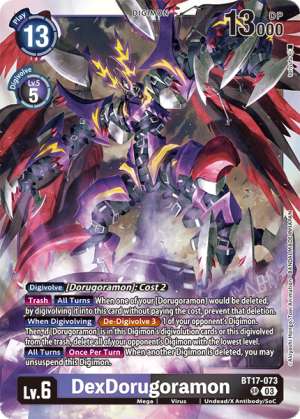 DIGIMON
Play
13
DP
13000
Digivolve
Lv.5
5
Digivolve [Dorugoramon]: Cost 2
Trash All Turns When one of your [Dorugoramon] would be deleted,
by digivolving it into this card without paying the cost, prevent that deletion.
When Digivolving De-Digivolve 3 1 of your opponent's Digimon.
Then, if [Dorugoramon] is in this Digimon's digivolution cards or this digivolved
from the trash, delete all of your opponent's Digimon with the lowest level.
All Turns Once Per Turn When another Digimon is deleted, you may
unsuspend this Digimon.
Lv.6
DexDorugoramon
BT17-073
Mega
Virus
Undead/X Antibody/SoC